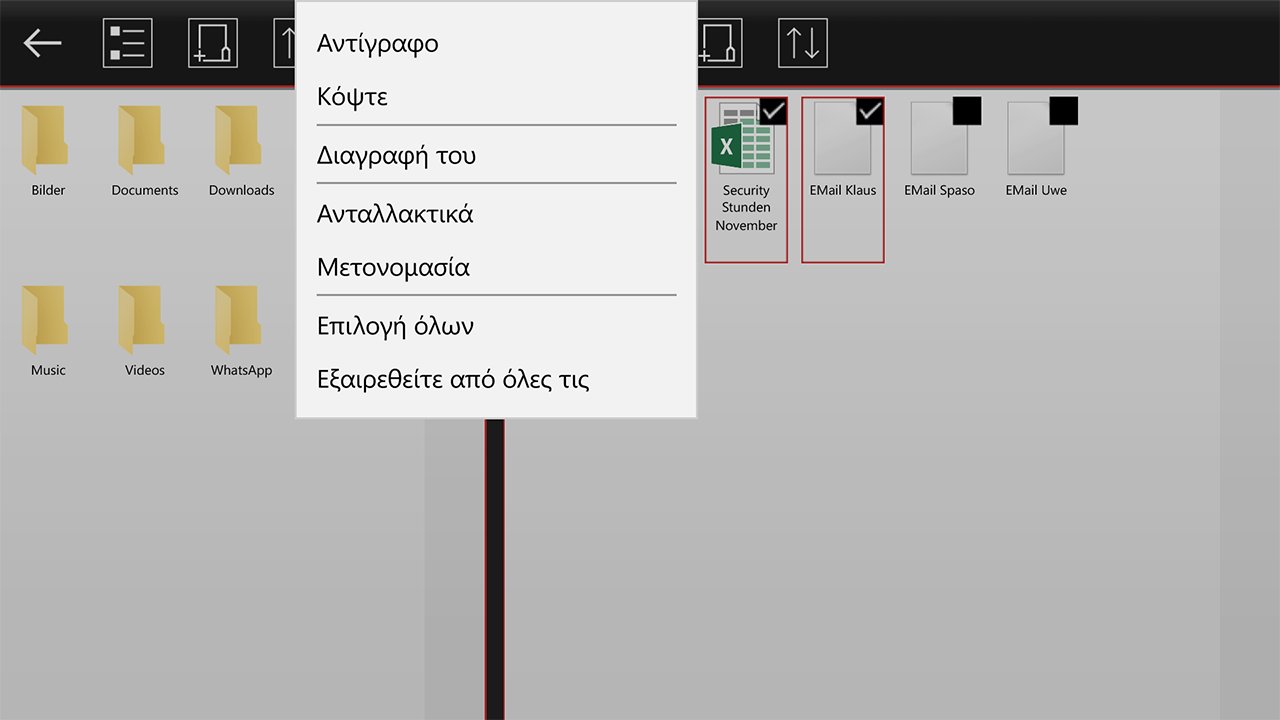 Αντίγραφο
Κόψτε
Διαγραφή του
Ανταλλακτικά
Μετονομασία
Επιλογή όλων
Εξαιρεθείτε από όλες τις
Bilder
Documents
Downloads
Music
Videos
WhatsApp
X
Security
Stunden
November
EMail Klaus
EMail Spaso
EMail Uwe